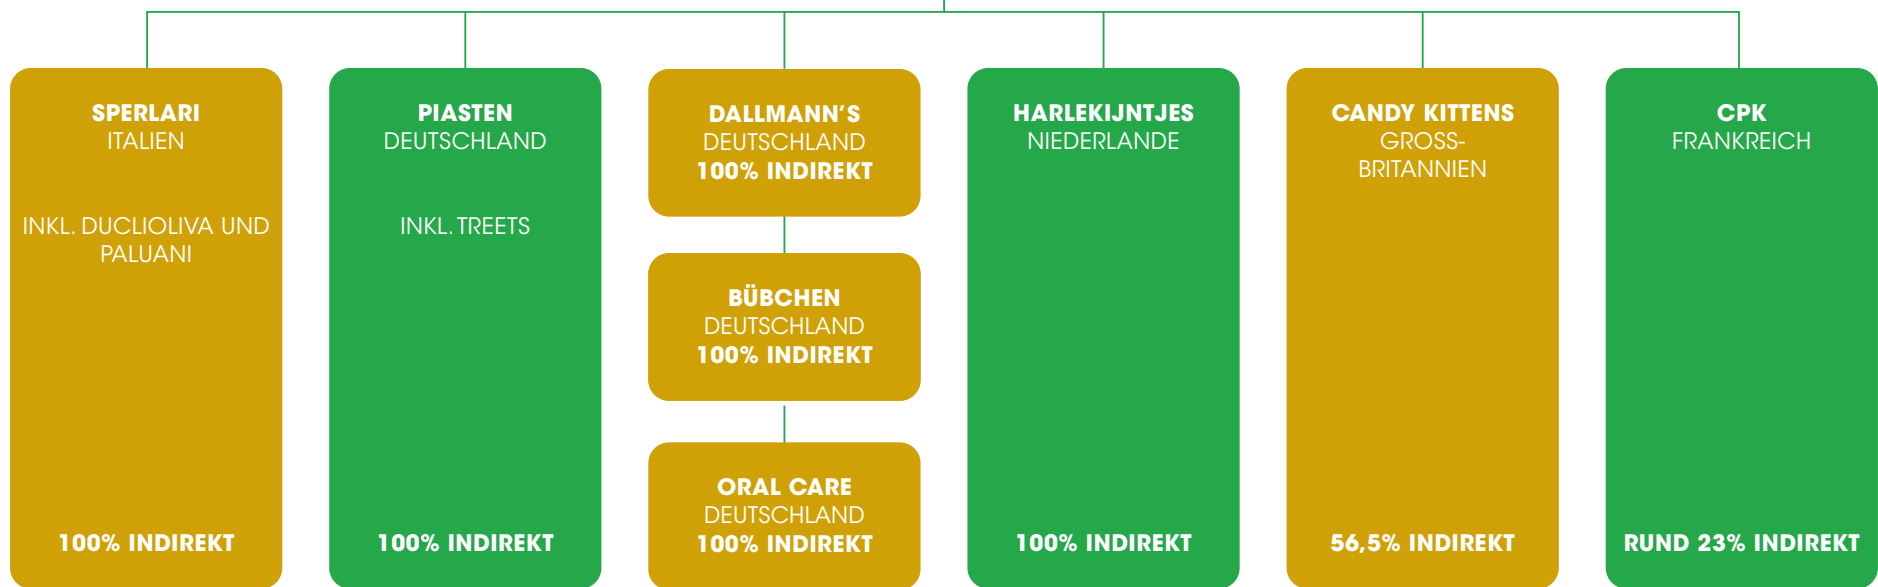 SPERLARI
ITALIEN
INKL. DUCLIOLIVA UND
PALUANI
100% INDIREKT
PIASTEN
DEUTSCHLAND
INKL. TREETS
100% INDIREKT
DALLMANN’S
DEUTSCHLAND
100% INDIREKT
BÜBCHEN
DEUTSCHLAND
100% INDIREKT
ORAL CARE
DEUTSCHLAND
100% INDIREKT
HARLEKIJNTJES
NIEDERLANDE
100% INDIREKT
CANDY KITTENS
GROSS-
BRITANNIEN
56,5% INDIREKT
CPK
FRANKREICH
RUND 23% INDIREKT